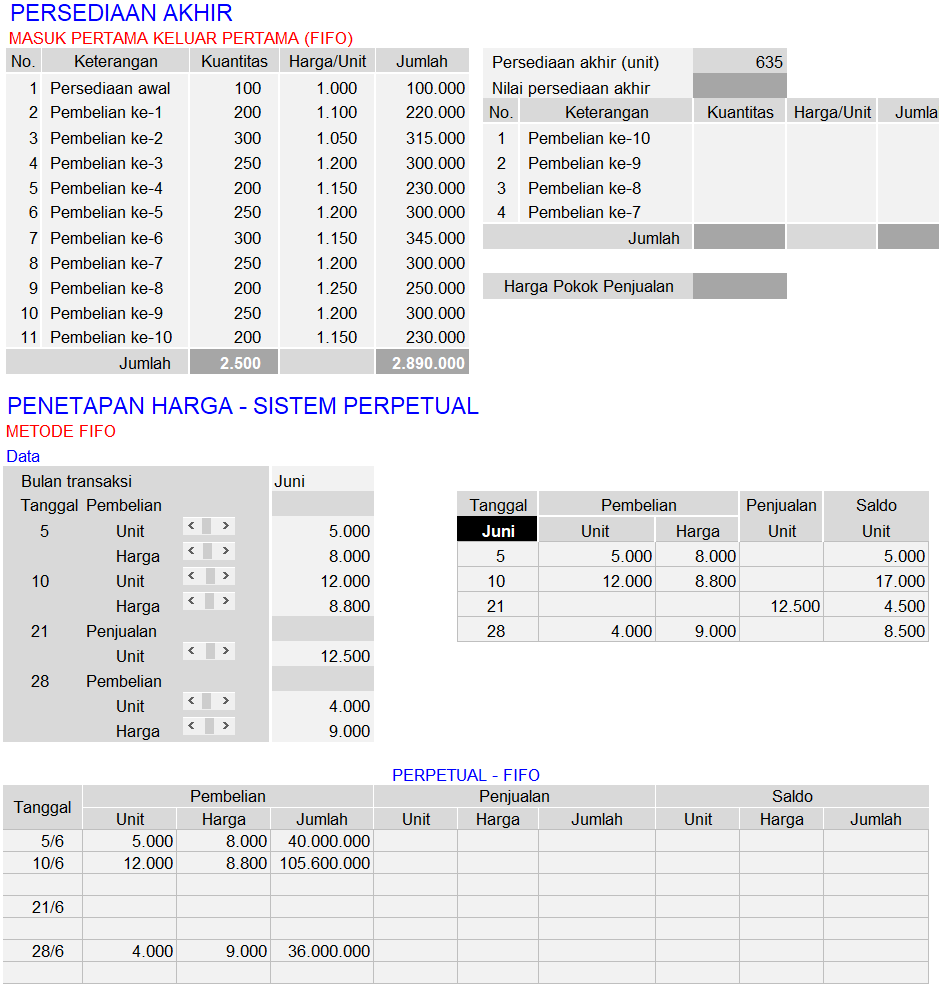 PERSEDIAAN AKHIR
MASUK PERTAMA KELUAR PERTAMA (FIFO)
No. Keterangan Kuantitas Harga/Unit Jumlah
1 Persediaan awal 100 1.000 100.000
2 Pembelian ke-1 200 1.100 220.000
3 Pembelian ke-2 300 1.050 315.000
4 Pembelian ke-3 250 1.200 300.000
5 Pembelian ke-4 200 1.150 230.000
6 Pembelian ke-5 250 1.200 300.000
7 Pembelian ke-6 300 1.150 345.000
8 Pembelian ke-7 250 1.200 300.000
9 Pembelian ke-8 200 1.250 250.000
10 Pembelian ke-9 250 1.200 300.000
11 Pembelian ke-10 200 1.150 230.000
Jumlah 2.500 2.890.000
Persediaan akhir (unit) 635
Nilai persediaan akhir
No. Keterangan Kuantitas Harga/Unit Jumla
1 Pembelian ke-10
2 Pembelian ke-9
3 Pembelian ke-8
4 Pembelian ke-7
Jumlah
Harga Pokok Penjualan
PENETAPAN HARGA - SISTEM PERPETUAL
METODE FIFO
Data
Bulan transaksi Juni
Tanggal Pembelian
5 Unit < > 5.000
Harga < > 8.000
10 Unit < > 12.000
Harga < > 8.800
21 Penjualan
Unit < > 12.500
28 Pembelian
Unit < > 4.000
Harga < > 9.000
Tanggal Pembelian Penjualan Saldo
Juni Unit Harga Unit Unit
5 5.000 8.000 5.000
10 12.000 8.800 17.000
21 12.500 4.500
28 4.000 9.000 8.500
PERPETUAL - FIFO
Tanggal Pembelian Penjualan Saldo
Unit Harga Jumlah Unit Harga Jumlah Unit Harga Jumlah
5/6 5.000 8.000 40.000.000
10/6 12.000 8.800 105.600.000
21/6
28/6 4.000 9.000 36.000.000